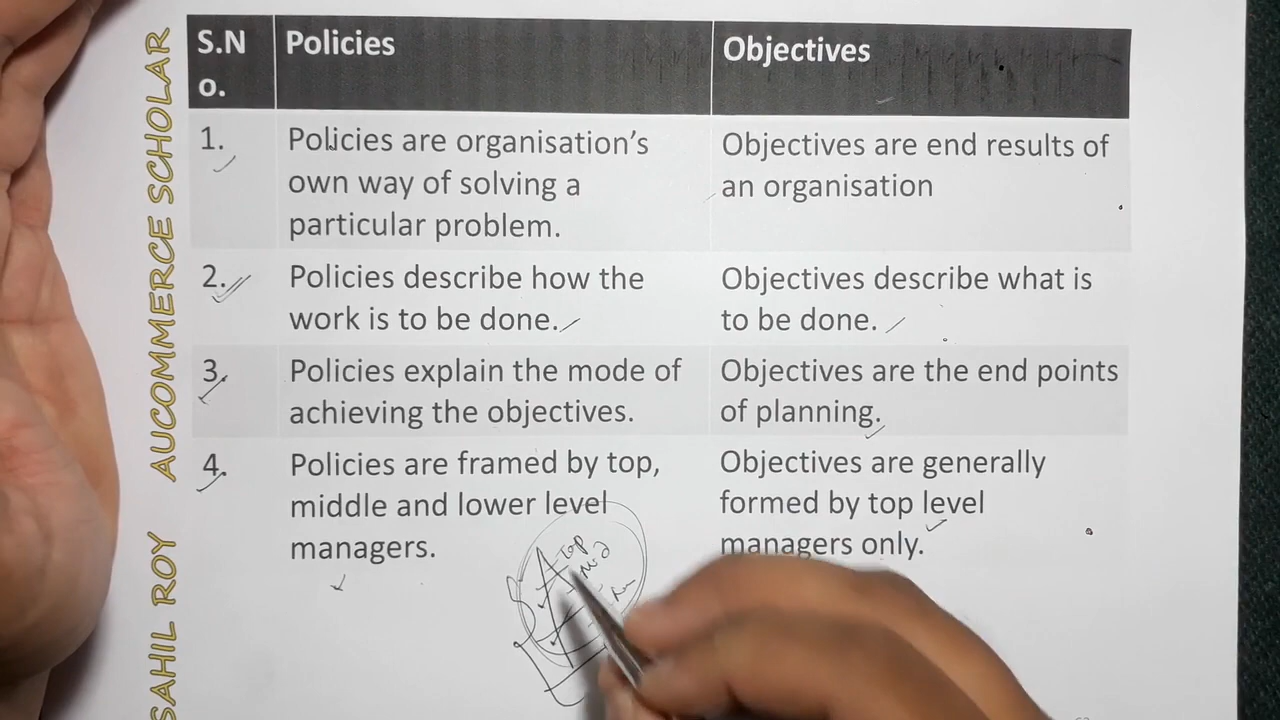 S.N
o.
Policies
Objectives
1.
Policies are organisation's
own way of solving a
particular problem.
Objectives are end results of
an organisation
2.
Policies describe how the
work is to be done.
Objectives describe what is
to be done.
3.
Policies explain the mode of
achieving the objectives.
Objectives are the end points
of planning.
4.
Policies are framed by top,
middle and lower level
managers.
Objectives are generally
formed by top level
managers only.
Top
SAHIL ROY AUCOMMERCE SCHOLAR